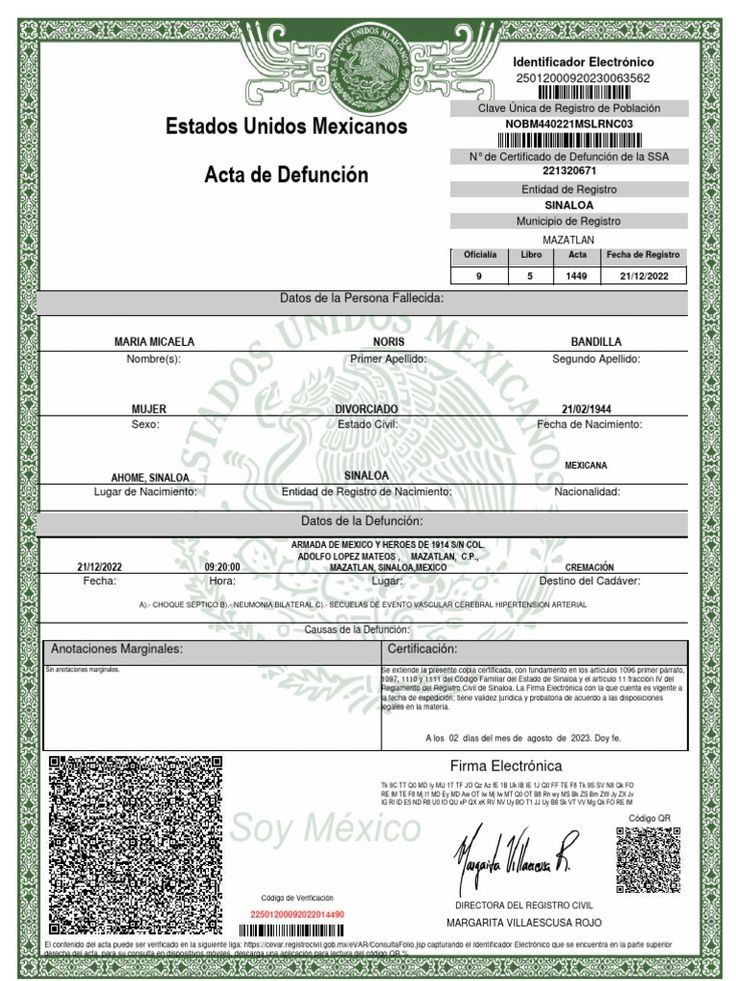 ESTADOS UNIDOS MEXICANOS
Identificador Electrónico
25012000920230063562
Clave Única de Registro de Población
NOBM440221MSLRNC03
Estados Unidos Mexicanos
N° de Certificado de Defunción de la SSA
221320671
Acta de Defunción
Entidad de Registro
SINALOA
Municipio de Registro
MAZATLAN
Oficialía Libro Acta Fecha de Registro
9 5 1449 21/12/2022
Datos de la Persona Fallecida:
ESTADOS UNIDOS MEXICANOS
MARIA MICAELA NORIS BANDILLA
Nombre(s): Primer Apellido: Segundo Apellido:
MUJER DIVORCIADO 21/02/1944
Sexo: Estado Civil: Fecha de Nacimiento:
AHOME, SINALOA SINALOA MEXICANA
Lugar de Nacimiento: Entidad de Registro de Nacimiento: Nacionalidad:
Datos de la Defunción:
ARMADA DE MEXICO Y HEROES DE 1914 S/N COL.
ADOLFO LOPEZ MATEOS , MAZATLAN, C.P.,
21/12/2022 09:20:00 MAZATLAN, SINALOA,MEXICO CREMACIÓN
Fecha: Hora: Lugar: Destino del Cadáver:
A).- CHOQUE SEPTICO B).- NEUMONIA BILATERAL C).- SECUELAS DE EVENTO VASCULAR CEREBRAL HIPERTENSION ARTERIAL
Causas de la Defunción:
Anotaciones Marginales: Certificación:
Sin anotaciones marginales.
Se extiende la presente copia certificada, con fundamento en los artículos 1096 primer párrafo,
1097, 1110 y 1111 del Código Familiar del Estado de Sinaloa y el artículo 11 fracción IV del
Reglamento del Registro Civil de Sinaloa. La Firma Electrónica con la que cuenta es vigente a
la fecha de expedición; tiene validez jurídica y probatoria de acuerdo a las disposiciones
legales en la materia.
A los 02 días del mes de agosto de 2023. Doy fe.
Firma Electrónica
Soy México
Código QR
Margarita Villaescusa R.
Código de Verificación
22501200092022014490
DIRECTORA DEL REGISTRO CIVIL
MARGARITA VILLAESCUSA ROJO
El contenido del acta puede ser verificado en la siguiente liga: https://cevar.registrocivil.gob.mx/eVAR/ConsultaFolio.jsp capturando el Identificador Electrónico que se encuentra en la parte superior
derecha del acta, para su consulta en dispositivos móviles, descarga una aplicación para lectura del código QR.